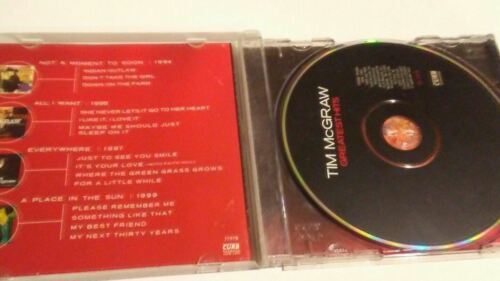 NOT A MOMENT TO SOON : 1994
INDIAN OUTLAW
DON'T TAKE THE GIRL
DOWN ON THE FARM
ALL I WANT : 1995
SHE NEVER LETS IT GO TO HER HEART
I LIKE IT, I LOVE IT
MAYBE WE SHOULD JUST
SLEEP ON IT
EVERYWHERE : 1997
JUST TO SEE YOU SMILE
IT'S YOUR LOVE
WHERE THE GREEN GRASS GROWS
FOR A LITTLE WHILE
A PLACE IN THE SUN : 1999
PLEASE REMEMBER ME
SOMETHING LIKE THAT
MY BEST FRIEND
MY NEXT THIRTY YEARS
CURB
TIM McGRAW
GREATEST HITS
CURB